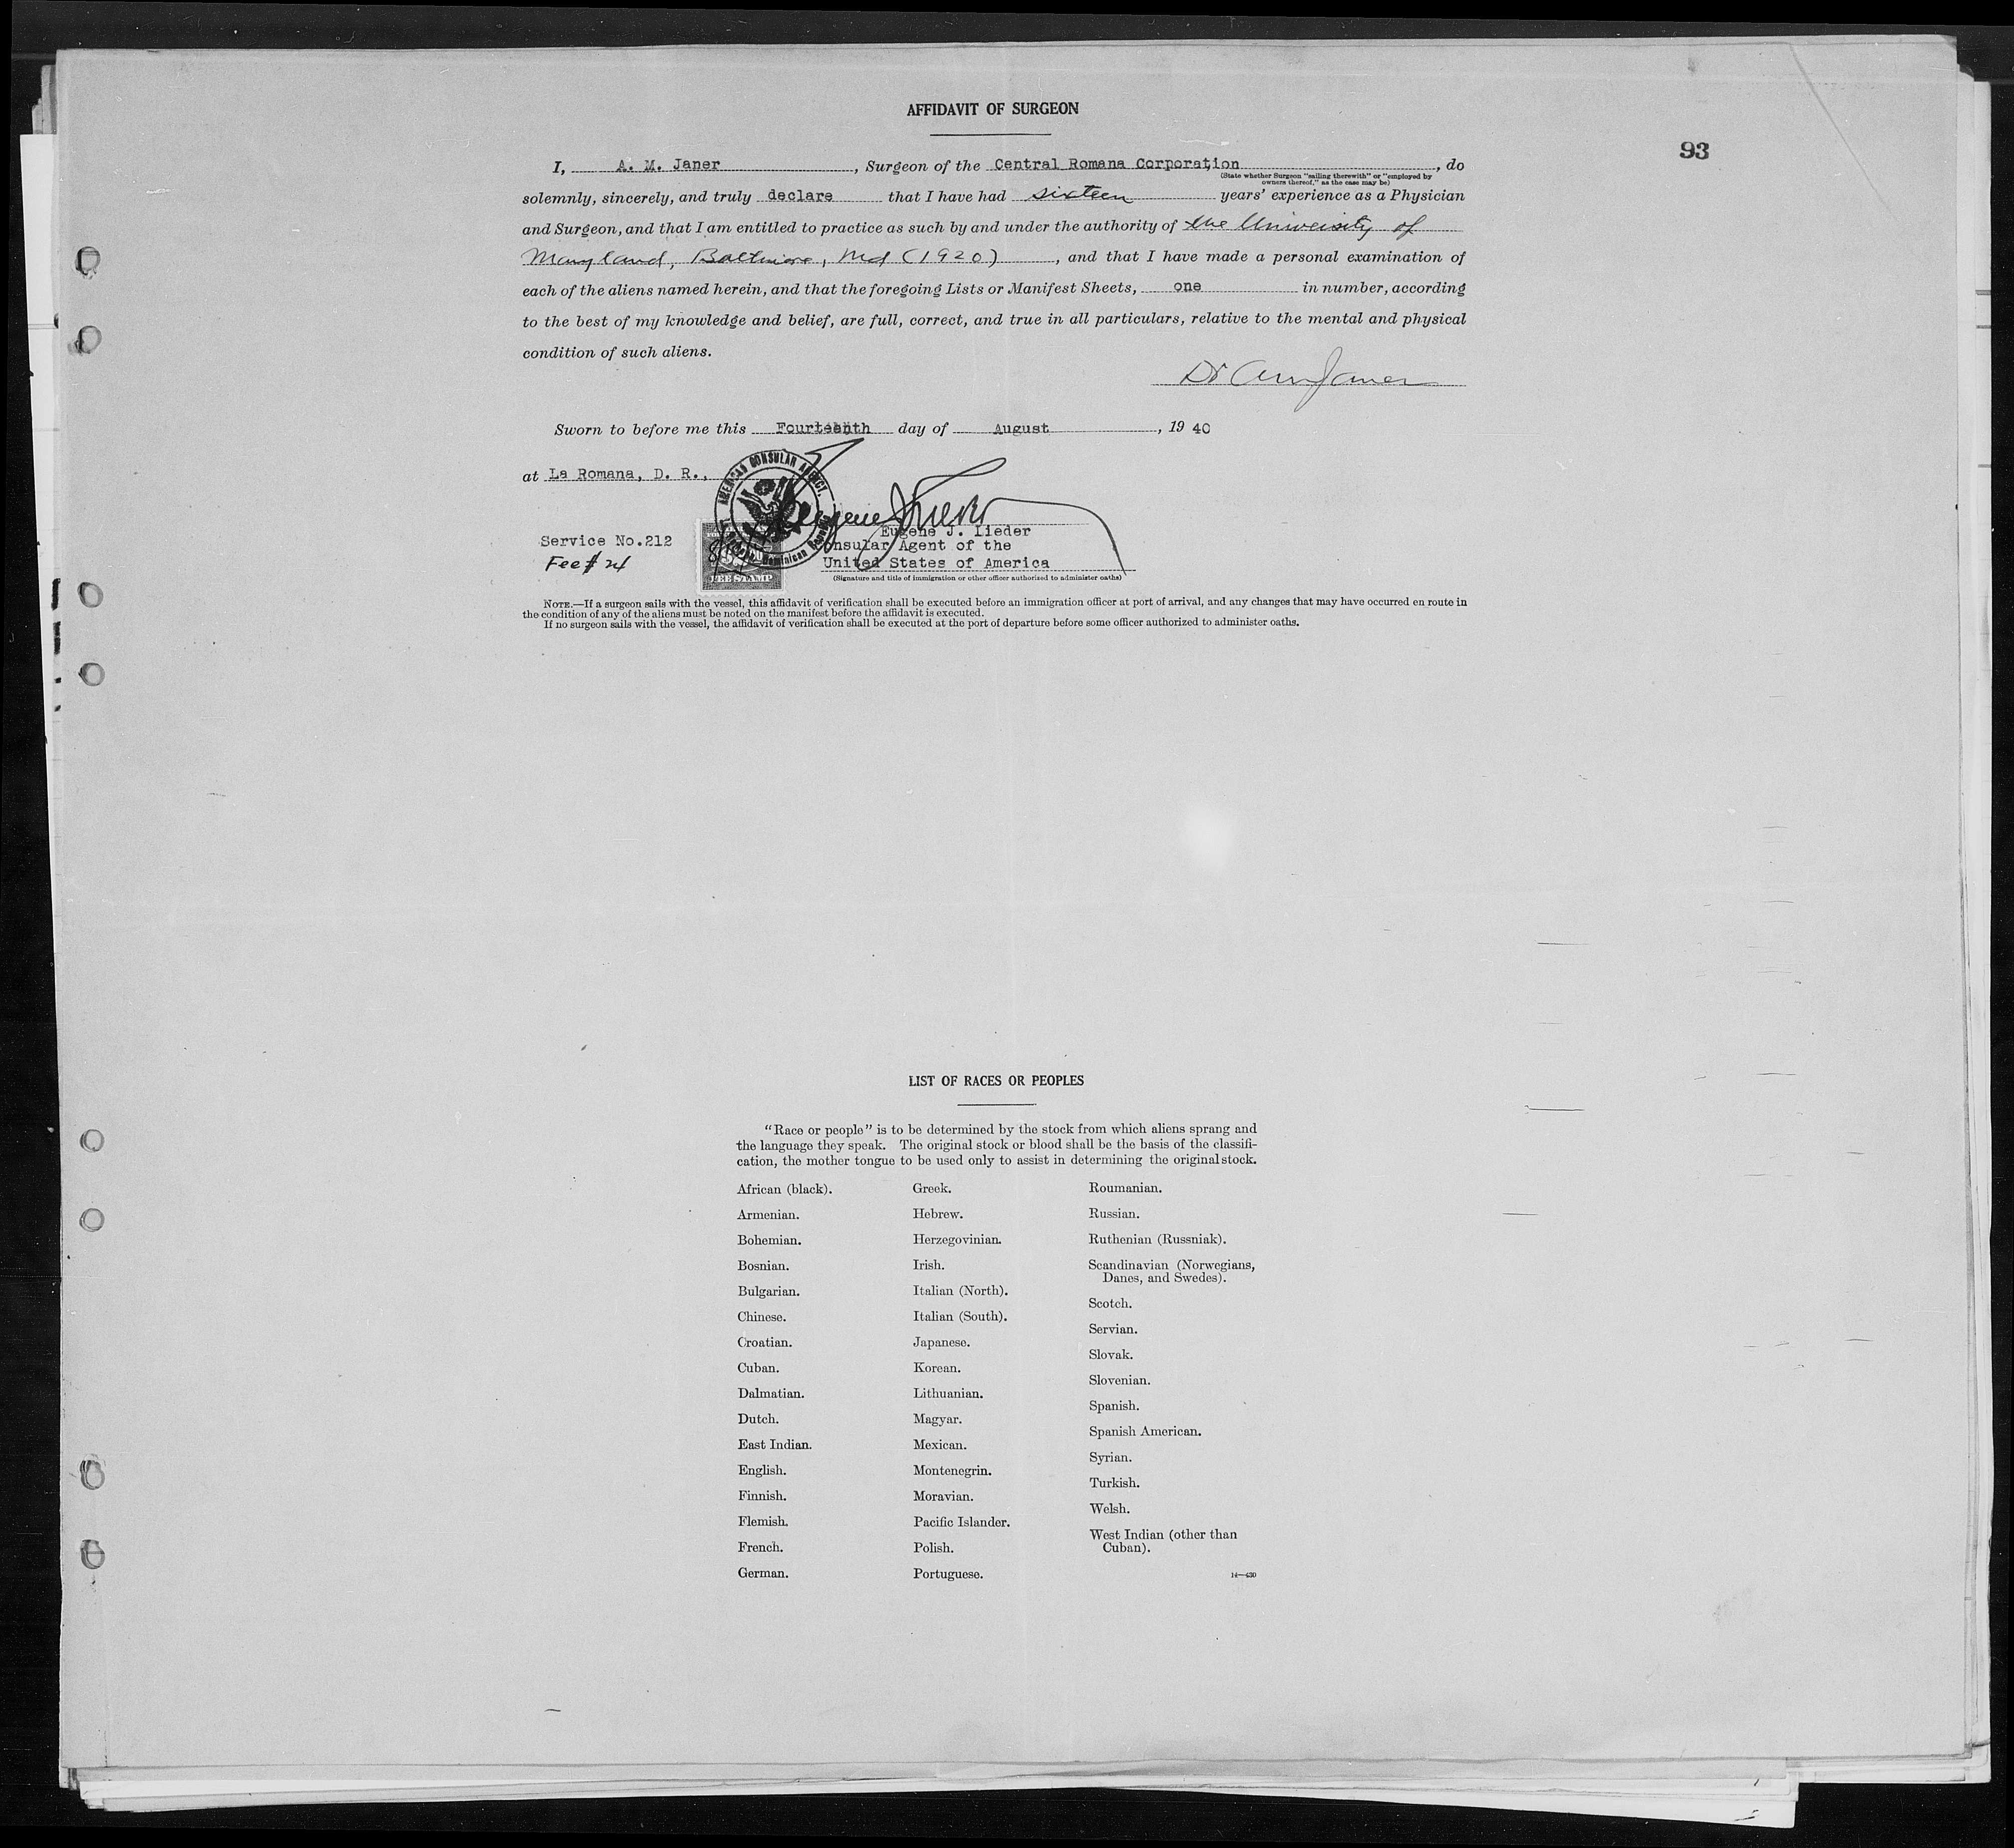 AFFIDAVIT OF SURGEON
93
I, A. M. Janer, Surgeon of the Central Romana Corporation, do
(State whether Surgeon "sailing therewith" or "employed by
owners thereof," as the case may be)
solemnly, sincerely, and truly declare that I have had sixteen years' experience as a Physician
and Surgeon, and that I am entitled to practice as such by and under the authority of the University of
Maryland, Baltimore, Md (1920), and that I have made a personal examination of
each of the aliens named herein, and that the foregoing Lists or Manifest Sheets, one in number, according
to the best of my knowledge and belief, are full, correct, and true in all particulars, relative to the mental and physical
condition of such aliens.
Dr A M Janer
Sworn to before me this Fourteenth day of August, 19 40
at La Romana, D. R.,
AMERICAN CONSULAR AGENCY
Dominican Republic
Eugene J. Lieder
Service No.212
Consular Agent of the
Fee $
United States of America
FEE STAMP
(Signature and title of immigration or other officer authorized to administer oaths)
NOTE.—If a surgeon sails with the vessel, this affidavit of verification shall be executed before an immigration officer at port of arrival, and any changes that may have occurred en route in
the condition of any of the aliens must be noted on the manifest before the affidavit is executed.
If no surgeon sails with the vessel, the affidavit of verification shall be executed at the port of departure before some officer authorized to administer oaths.
LIST OF RACES OR PEOPLES
"Race or people" is to be determined by the stock from which aliens sprang and
the language they speak. The original stock or blood shall be the basis of the classifi-
cation, the mother tongue to be used only to assist in determining the original stock.
African (black).
Armenian.
Bohemian.
Bosnian.
Bulgarian.
Chinese.
Croatian.
Cuban.
Dalmatian.
Dutch.
East Indian.
English.
Finnish.
Flemish.
French.
German.
Greek.
Hebrew.
Herzegovinian.
Irish.
Italian (North).
Italian (South).
Japanese.
Korean.
Lithuanian.
Magyar.
Mexican.
Montenegrin.
Moravian.
Pacific Islander.
Polish.
Portuguese.
Roumanian.
Russian.
Ruthenian (Russniak).
Scandinavian (Norwegians,
Danes, and Swedes).
Scotch.
Servian.
Slovak.
Slovenian.
Spanish.
Spanish American.
Syrian.
Turkish.
Welsh.
West Indian (other than
Cuban).
14—430